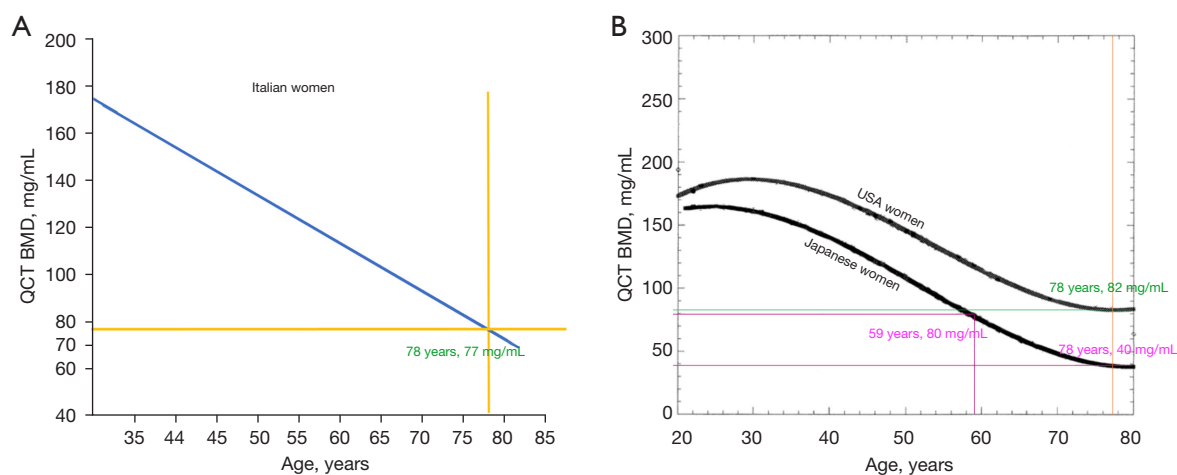 A
200
180
160
140
120
100
80
70
60
40
QCT BMD, mg/mL
Italian women
78 years, 77 mg/mL
35 44 45 50 55 60 65 70 75 78 80 85
Age, years
B
300
250
200
150
100
50
0
QCT BMD, mg/mL
USA women
Japanese women
78 years, 82 mg/mL
59 years, 80 mg/mL
78 years, 40 mg/mL
20 30 40 50 60 70 80
Age, years